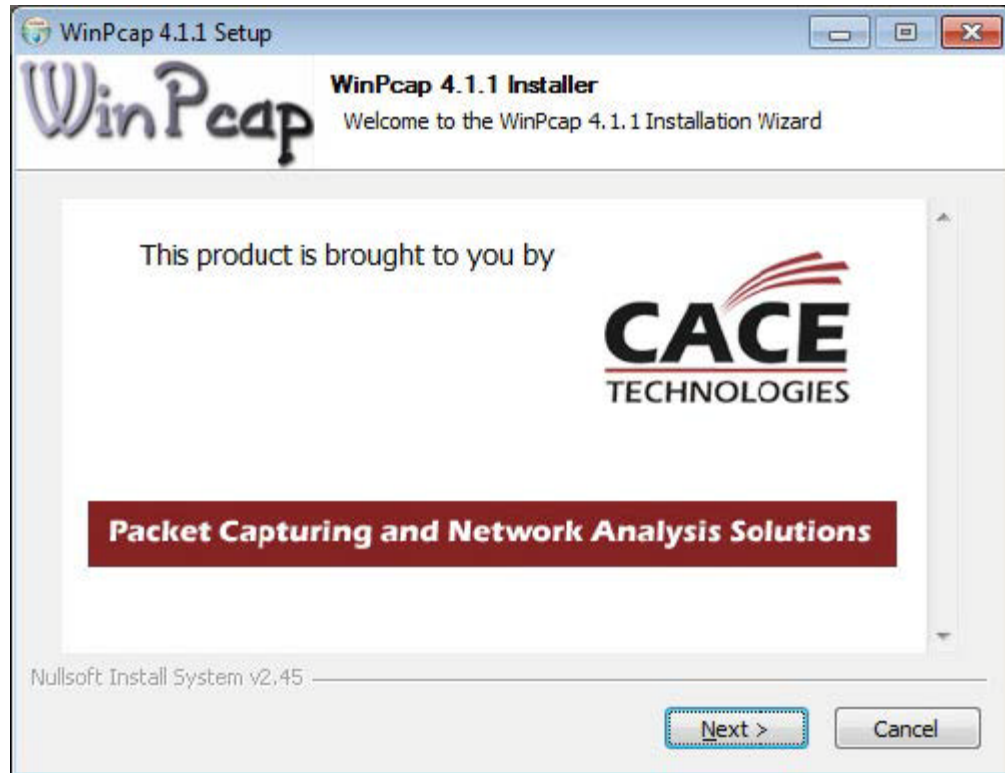 WinPcap 4.1.1 Setup
WinPcap
WinPcap 4.1.1 Installer
Welcome to the WinPcap 4.1.1 Installation Wizard
This product is brought to you by
CACE
TECHNOLOGIES
Packet Capturing and Network Analysis Solutions
Nullsoft Install System v2.45
Next >
Cancel